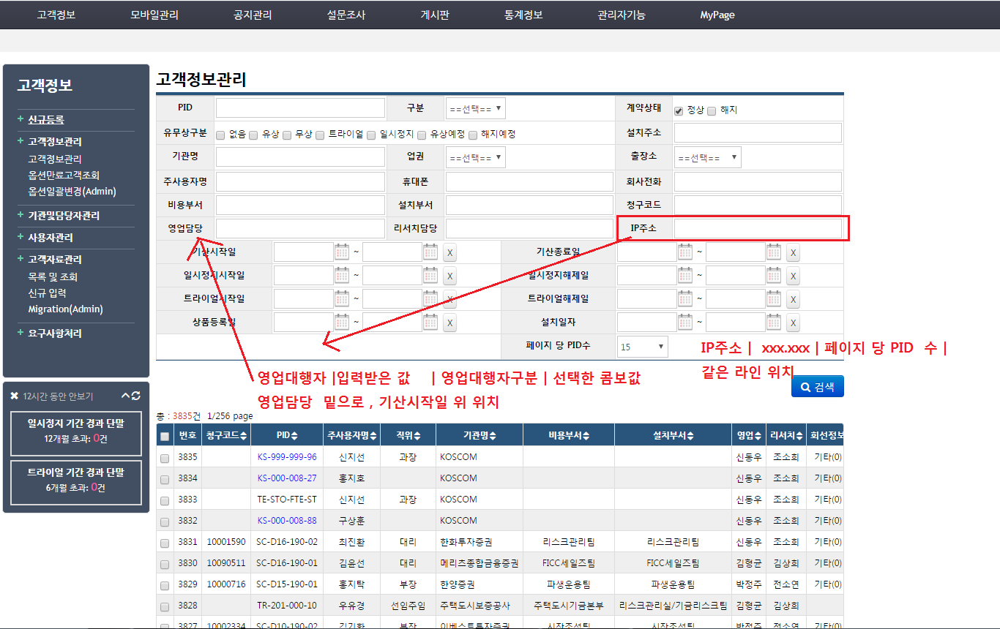 고객정보 모바일관리 공지관리 설문조사 게시판 통계정보 관리자기능 MyPage
고객정보
+ 신규등록
+ 고객정보관리
고객정보관리
옵션만료고객조회
옵션일괄변경(Admin)
+ 기관및담당자관리
+ 사용자관리
+ 고객자료관리
목록 및 조회
신규 입력
Migration(Admin)
+ 요구사항처리
12시간 동안 안보기
일시정지 기간 경과 단말
12개월 초과: 0건
트라이얼 기간 경과 단말
6개월 초과: 0건
고객정보관리
PID 구분 ==선택== 계약상태 정상 해지
유무상구분 없음 유상 무상 트라이얼 일시정지 유상예정 해지예정 설치주소
기관명 업권 ==선택== 출장소 ==선택==
주사용자명 휴대폰 회사전화
비용부서 설치부서 청구코드
영업담당 리서치담당 IP주소
기산시작일 ~ X 기산종료일 ~ X
일시정지시작일 ~ X 일시정지해제일 ~ X
트라이얼시작일 ~ X 트라이얼해제일 ~ X
상품등록일 ~ X 설치일자 ~ X
페이지 당 PID수 15
IP주소 | xxx.xxx | 페이지 당 PID 수 |
같은 라인 위치
영업대행자 |입력받은 값 | 영업대행자구분 | 선택한 콤보값
영업담당 밑으로 , 기산시작일 위 위치
검색
총 : 3835건 1/256 page
번호 청구코드 PID 주사용자명 직위 기관명 비용부서 설치부서 영업 리서치 회선정보
3835 KS-999-999-96 신지선 과장 KOSCOM 신동우 조소희 기타(0)
3834 KS-000-008-27 홍지호 KOSCOM 신동우 조소희 기타(0)
3833 TE-STO-FTE-ST 신지선 과장 KOSCOM 신동우 조소희 기타(0)
3832 KS-000-008-88 구상훈 KOSCOM 신동우 조소희 기타(0)
3831 10001590 SC-D16-190-02 최진환 대리 한화투자증권 리스크관리팀 리스크관리팀 신동우 조소희 기타(0)
3830 10090511 SC-D16-190-01 김윤선 대리 메리츠종합금융증권 FICC세일즈팀 FICC세일즈팀 김형균 김상희 기타(0)
3829 10000716 SC-D15-190-01 홍지탁 부장 한양증권 파생운용팀 파생운용팀 박정주 전소연 기타(0)
3828 TR-201-000-10 우유경 선임주임 주택도시보증공사 주택도시기금본부 리스크관리실/기금리스크팀 김형균 김상희
3827 10002334 SC-D10-190-02 김기환 부장 이베스트투자증권 시장조성팀 시장조성팀 박정주 전소연 기타(0)